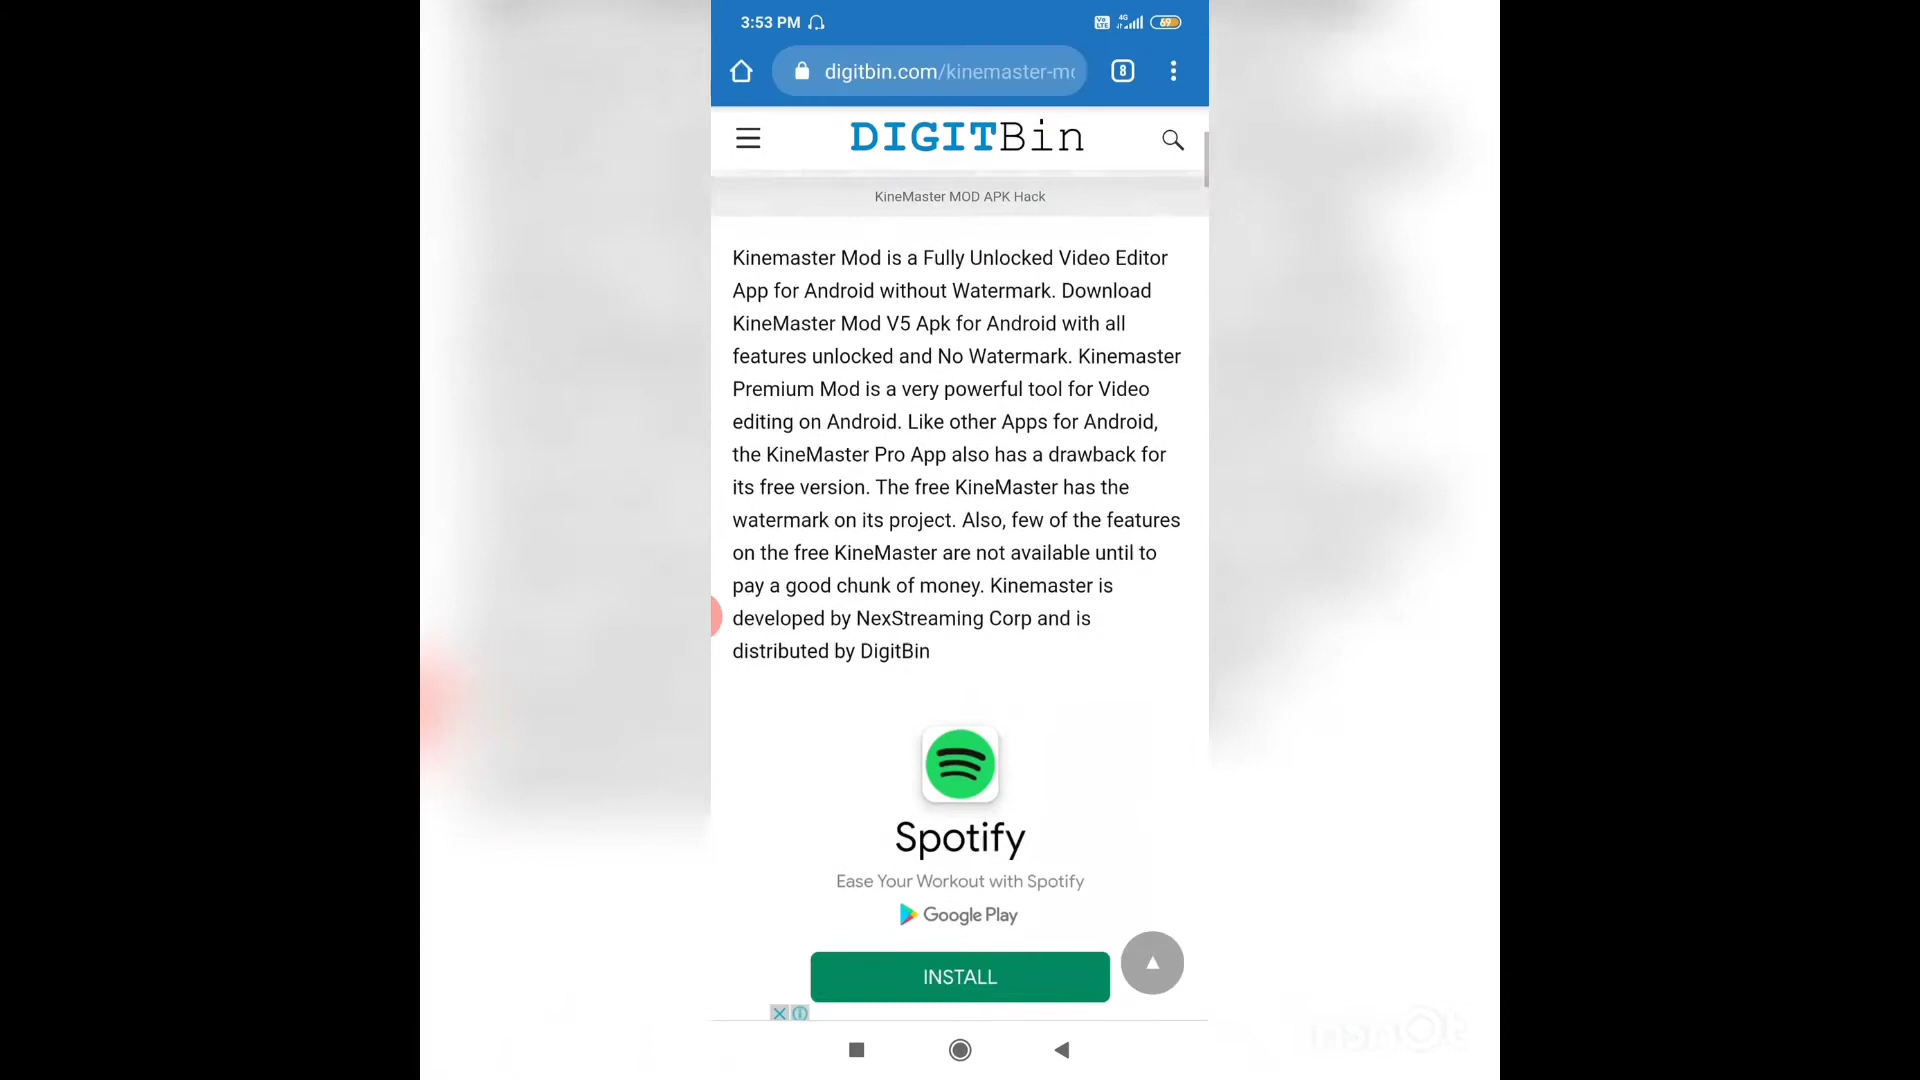 3:53 PM
Vo LTE 4G 69
digitbin.com/kinemaster-mo
8
DIGITBin
KineMaster MOD APK Hack
Kinemaster Mod is a Fully Unlocked Video Editor
App for Android without Watermark. Download
KineMaster Mod V5 Apk for Android with all
features unlocked and No Watermark. Kinemaster
Premium Mod is a very powerful tool for Video
editing on Android. Like other Apps for Android,
the KineMaster Pro App also has a drawback for
its free version. The free KineMaster has the
watermark on its project. Also, few of the features
on the free KineMaster are not available until to
pay a good chunk of money. Kinemaster is
developed by NexStreaming Corp and is
distributed by DigitBin
Spotify
Ease Your Workout with Spotify
Google Play
INSTALL